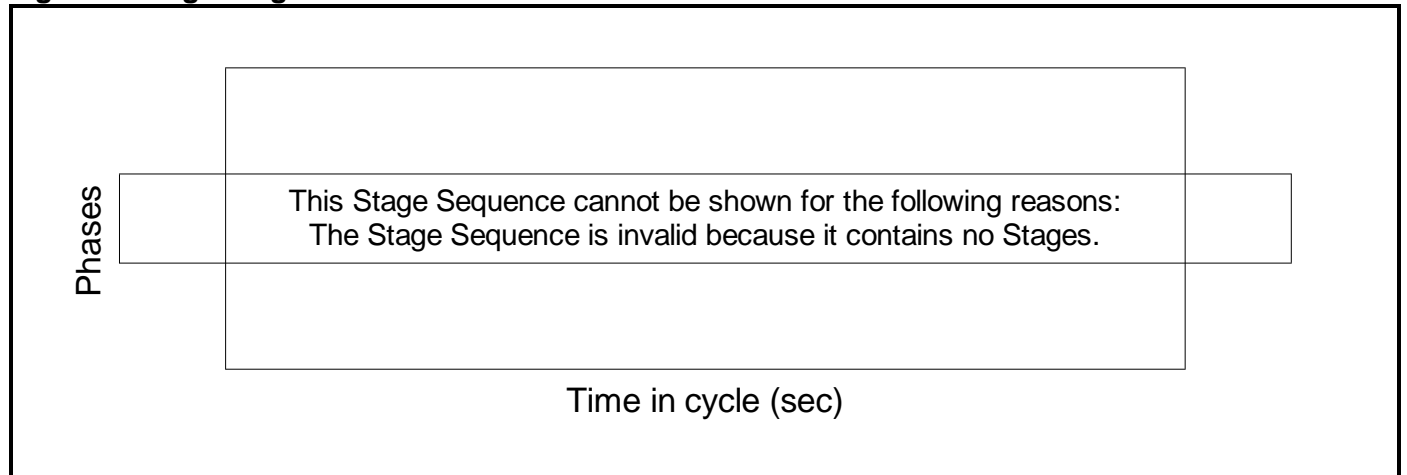 Phases
This Stage Sequence cannot be shown for the following reasons:
The Stage Sequence is invalid because it contains no Stages.
Time in cycle (sec)